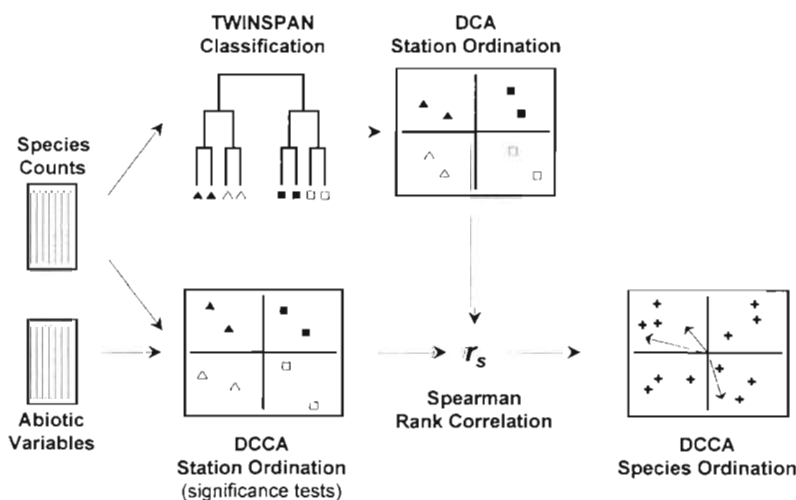 TWINSPAN
Classification
DCA
Station Ordination
Species
Counts
Abiotic
Variables
DCCA
Station Ordination
(significance tests)
rs
Spearman
Rank Correlation
DCCA
Species Ordination